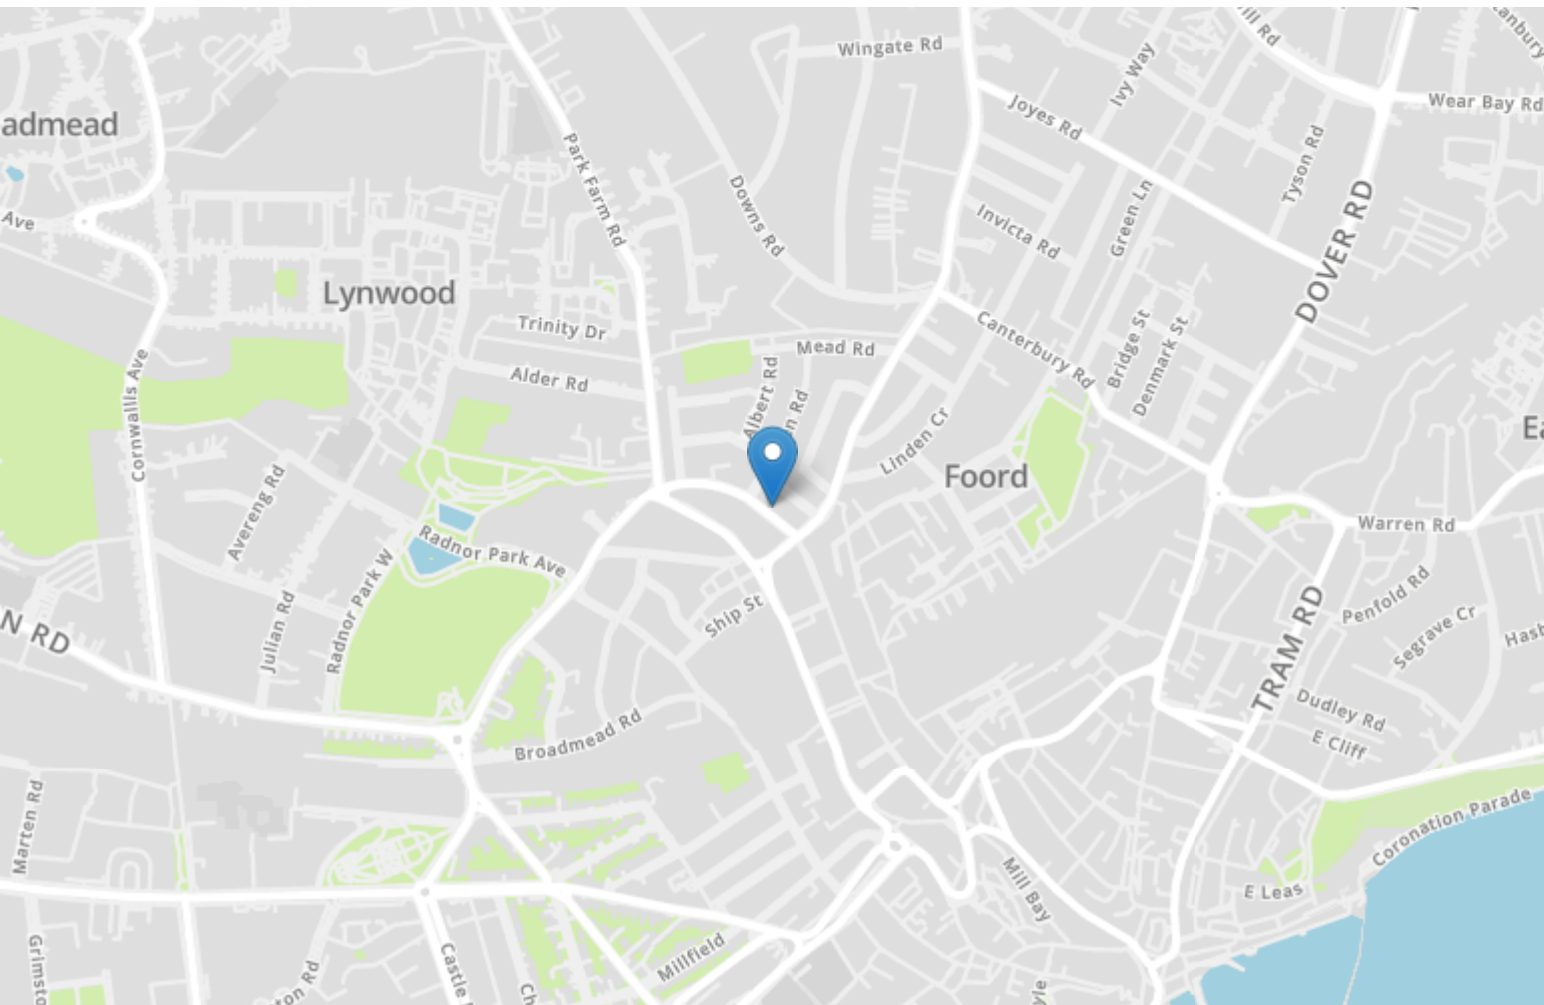 Wingate Rd
Ivy Way
Wear Bay Rd
Joyes Rd
admead
Park Farm Rd
Tyson Rd
Downs Rd
Green Ln
Ave
Invicta Rd
DOVER RD
Lynwood
Trinity Dr
Canterbury Rd
Bridge St
Denmark St
Mead Rd
Alder Rd
Albert Rd
n Rd
Cornwallis Ave
Linden Cr
Foord
Avereng Rd
Warren Rd
Radnor Park Ave
Radnor Park W
Penfold Rd
Ship St
Julian Rd
N RD
TRAM RD
Segrave Cr
Dudley Rd
E Cliff
Broadmead Rd
Marten Rd
Coronation Parade
Mill Bay
E Leas
Millfield
Castle
ton Rd